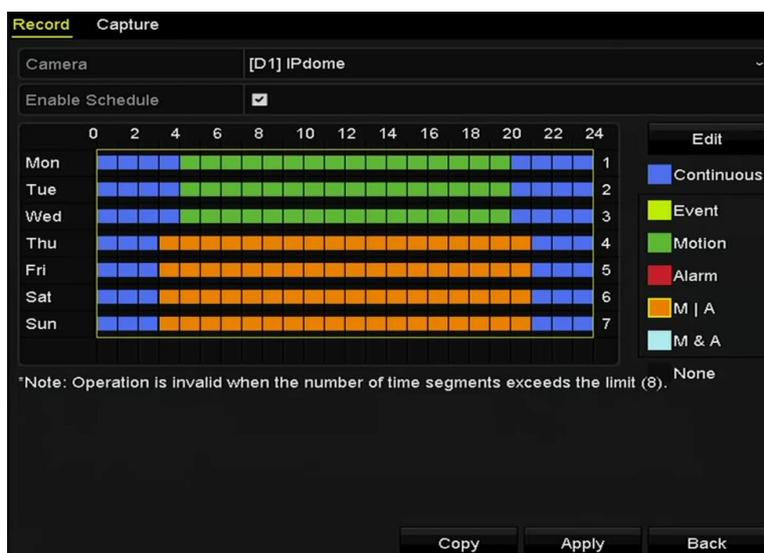 Record Capture
Camera [D1] IPdome
Enable Schedule
0 2 4 6 8 10 12 14 16 18 20 22 24
Edit
Mon 1
Continuous
Tue 2
Wed 3
Event
Thu 4
Motion
Fri 5
Alarm
Sat 6
M | A
Sun 7
M & A
None
*Note: Operation is invalid when the number of time segments exceeds the limit (8).
Copy Apply Back